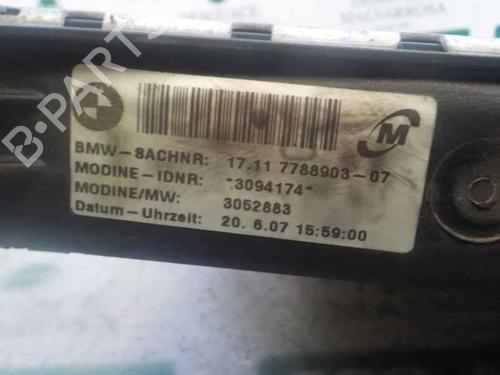 BMW-SACHNR: 17.11 7788903-07
MODINE-IDNR: -3094174-
MODINE/MW: 3052883
Datum-Uhrzeit: 20. 6.07 15:59:00
B-PARTS